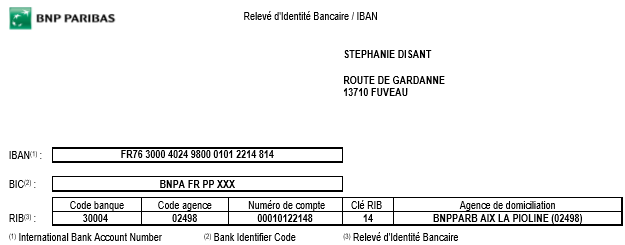 BNP PARIBAS
Relevé d'Identité Bancaire / IBAN
STEPHANIE DISANT
ROUTE DE GARDANNE
13710 FUVEAU
IBAN(1) : FR76 3000 4024 9800 0101 2214 814
BIC(2) : BNPA FR PP XXX
Code banque Code agence Numéro de compte Clé RIB Agence de domiciliation
RIB(3) : 30004 02498 00010122148 14 BNPPARB AIX LA PIOLINE (02498)
(1) International Bank Account Number (2) Bank Identifier Code (3) Relevé d'Identité Bancaire